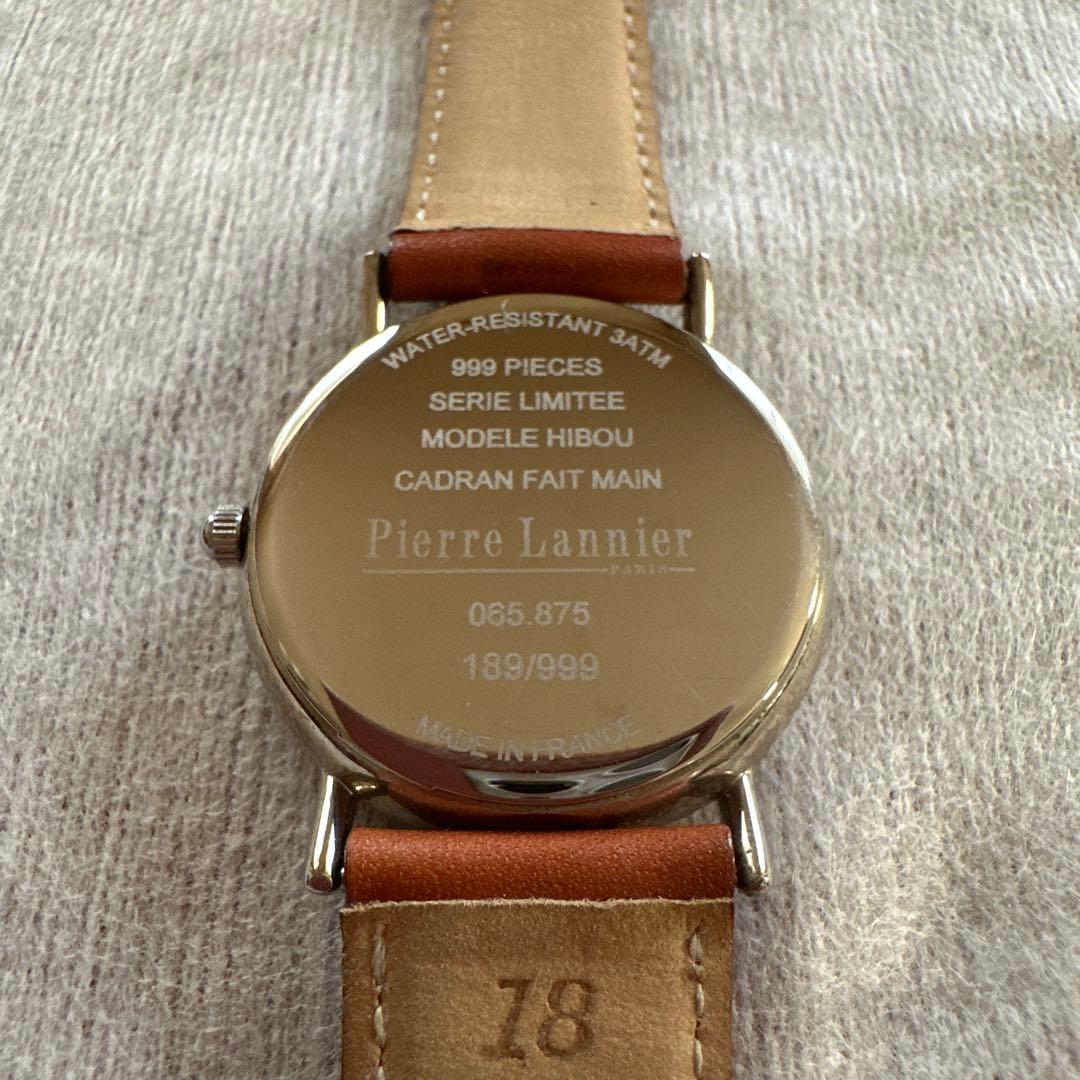 WATER-RESISTANT 3ATM
999 PIECES
SERIE LIMITEE
MODELE HIBOU
CADRAN FAIT MAIN
Pierre Lannier
PARIS
065.875
189/999
MADE IN FRANCE
18